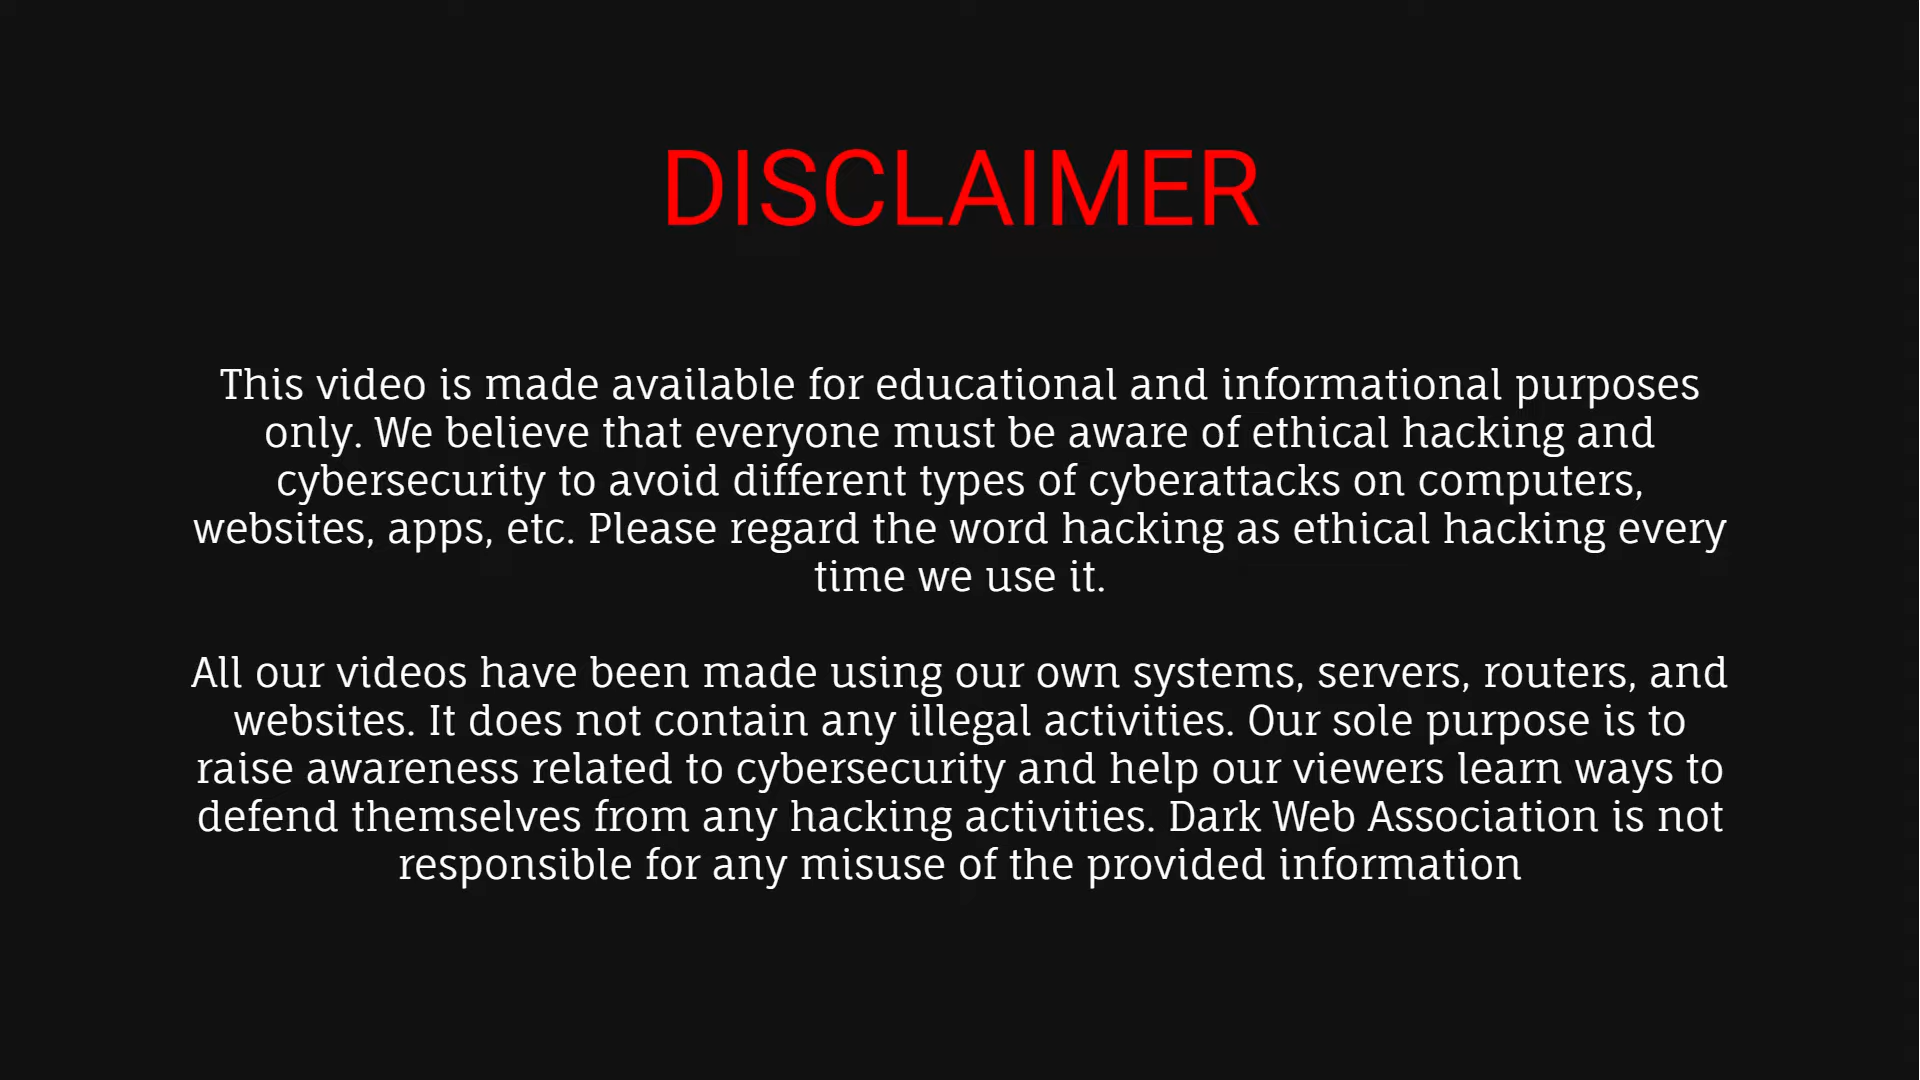 DISCLAIMER
This video is made available for educational and informational purposes
only. We believe that everyone must be aware of ethical hacking and
cybersecurity to avoid different types of cyberattacks on computers,
websites, apps, etc. Please regard the word hacking as ethical hacking every
time we use it.
All our videos have been made using our own systems, servers, routers, and
websites. It does not contain any illegal activities. Our sole purpose is to
raise awareness related to cybersecurity and help our viewers learn ways to
defend themselves from any hacking activities. Dark Web Association is not
responsible for any misuse of the provided information